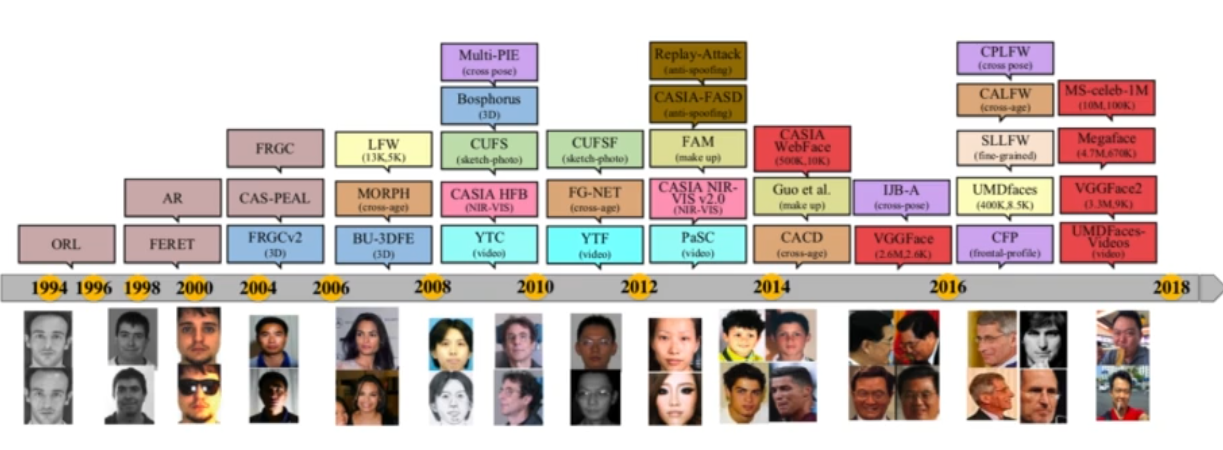 Multi-PIE
(cross pose)
Replay-Attack
(anti-spoofing)
CPLFW
(cross pose)
Bosphorus
(3D)
CASIA-FASD
(anti-spoofing)
CALFW
(cross-age)
MS-celeb-1M
(10M,100K)
FRGC
LFW
(13K,5K)
CUFS
(sketch-photo)
CUFSF
(sketch-photo)
FAM
(make up)
CASIA
WebFace
(500K,10K)
SLLFW
(fine-grained)
Megaface
(4.7M,670K)
AR
CAS-PEAL
MORPH
(cross-age)
CASIA HFB
(NIR-VIS)
FG-NET
(cross-age)
CASIA NIR-
VIS v2.0
(NIR-VIS)
Guo et al.
(make up)
IJB-A
(cross-pose)
UMDfaces
(400K,8.5K)
VGGFace2
(3.3M,9K)
ORL
FERET
FRGCv2
(3D)
BU-3DFE
(3D)
YTC
(video)
YTF
(video)
PaSC
(video)
CACD
(cross-age)
VGGFace
(2.6M,2.6K)
CFP
(frontal-profile)
UMDFaces-
Videos
(video)
1994 1996 1998 2000 2004 2006 2008 2010 2012 2014 2016 2018